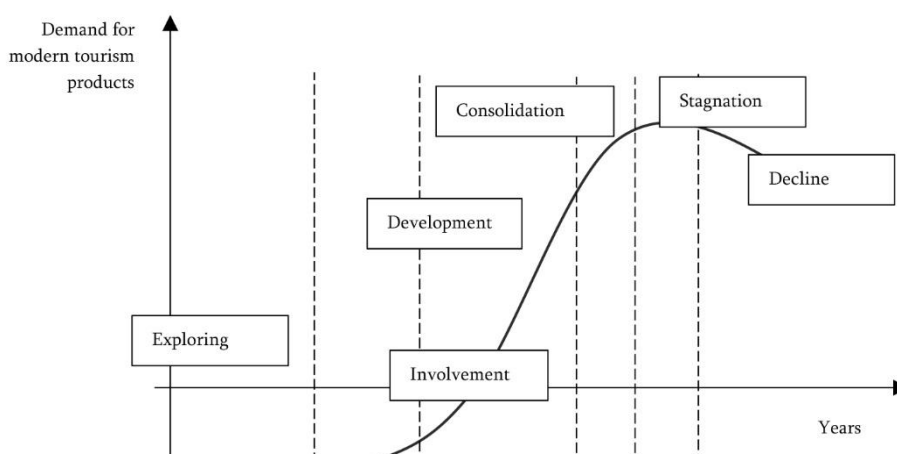 Demand for
modern tourism
products
Stagnation
Consolidation
Decline
Development
Exploring
Involvement
Years